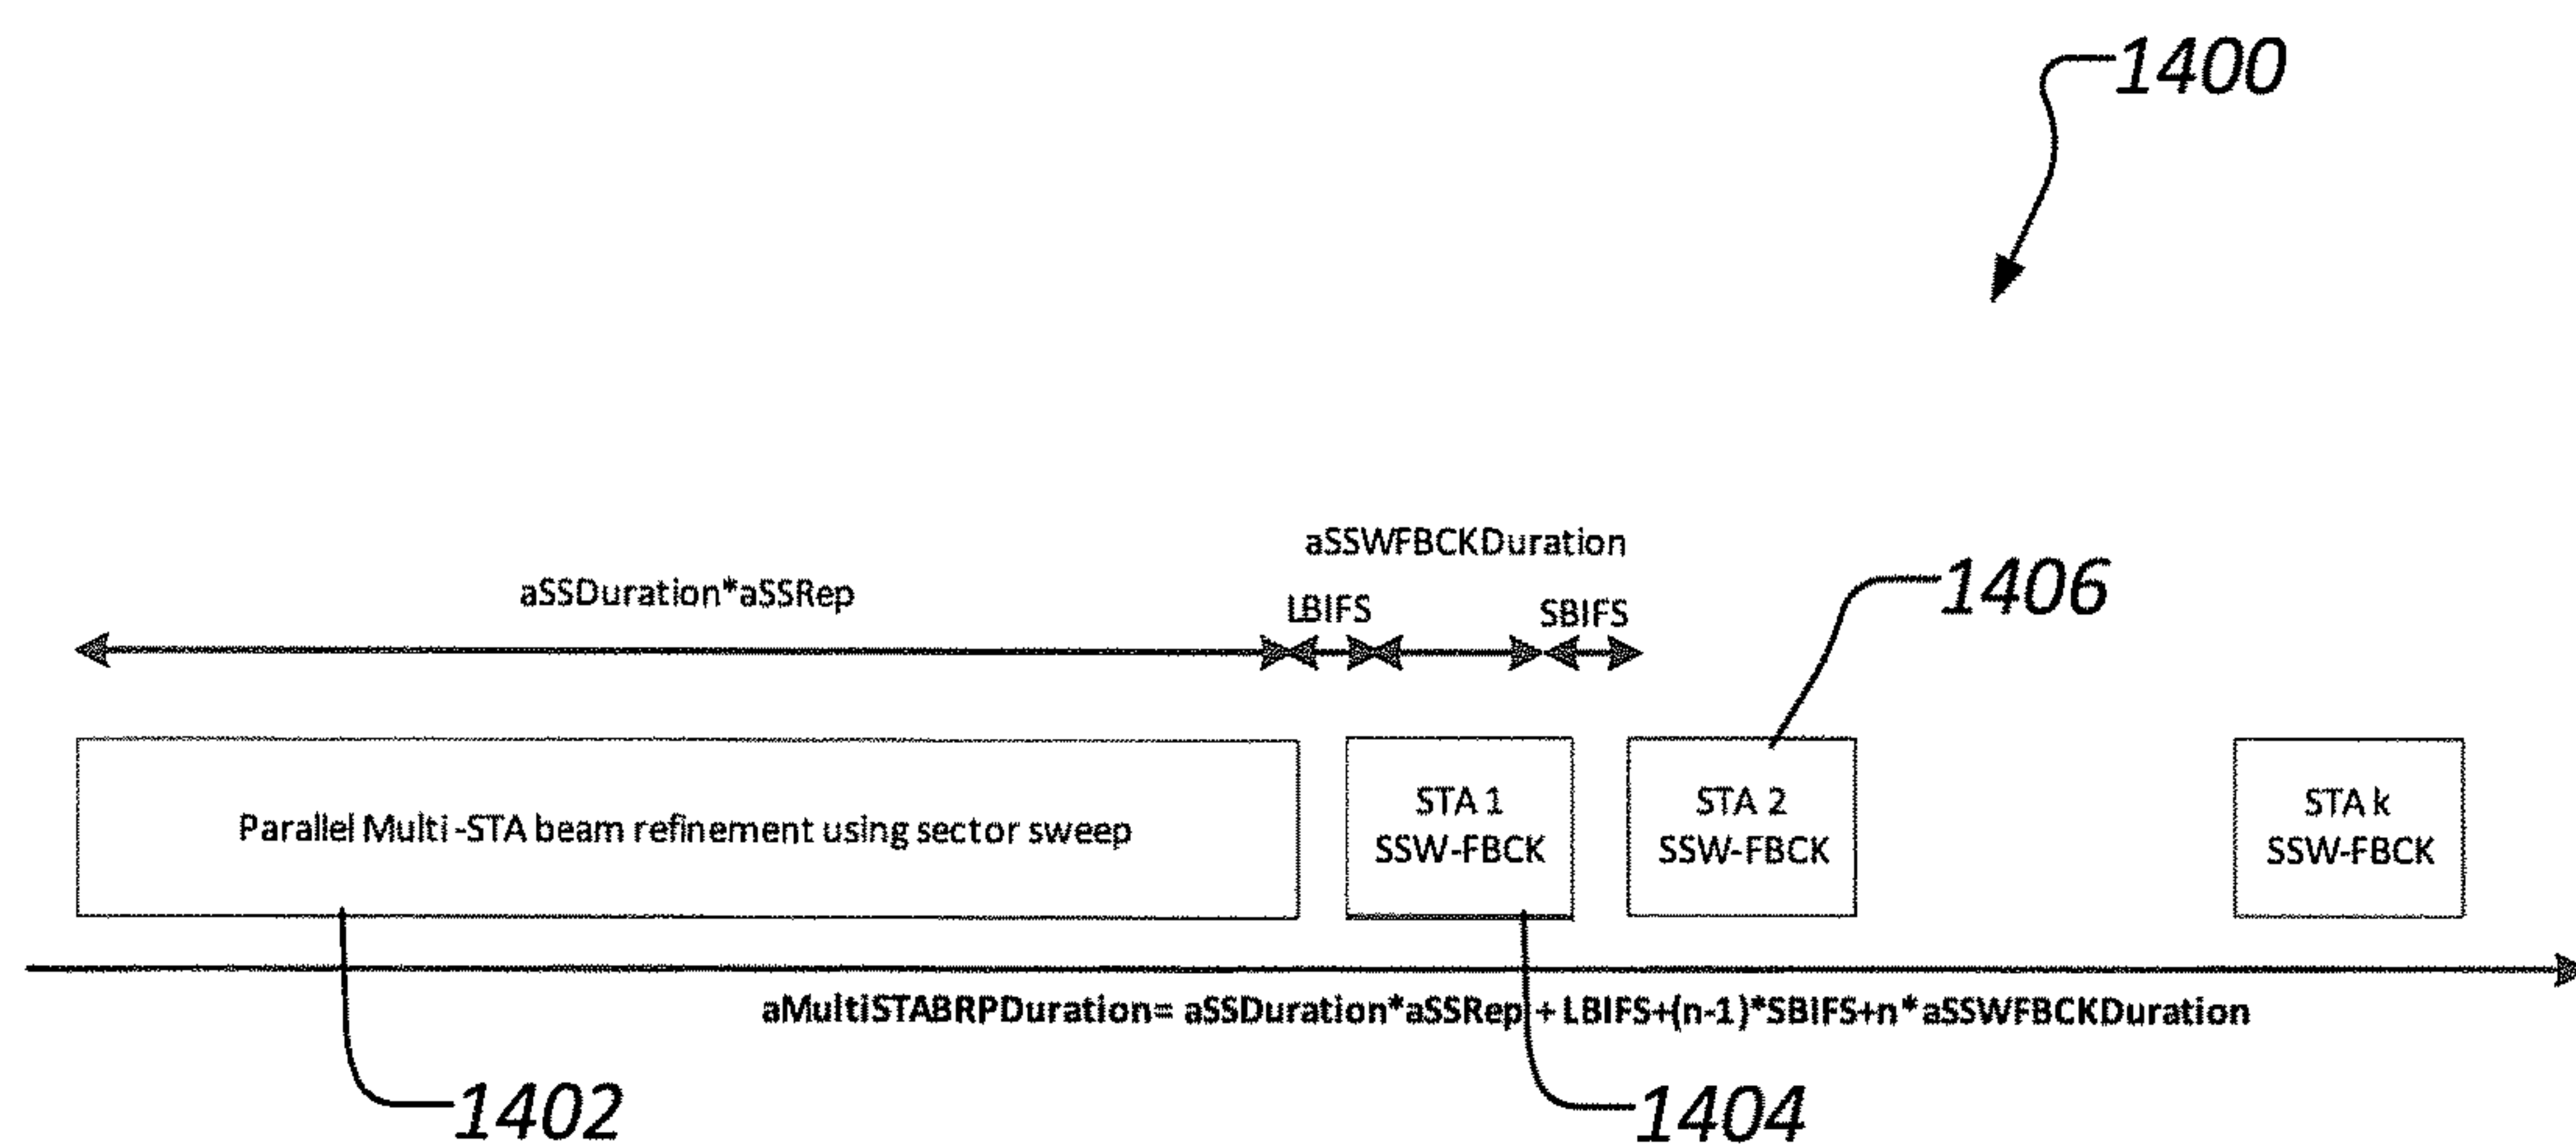 1400
aSSWFBCKDuration
aSSDuration*aSSRep
LBIFS
SBIFS
1406
Parallel Multi-STA beam refinement using sector sweep
STA 1
SSW-FBCK
STA 2
SSW-FBCK
STA k
SSW-FBCK
aMultiSTABRPDuration= aSSDuration*aSSRep + LBIFS+(n-1)*SBIFS+n*aSSWFBCKDuration
1402
1404